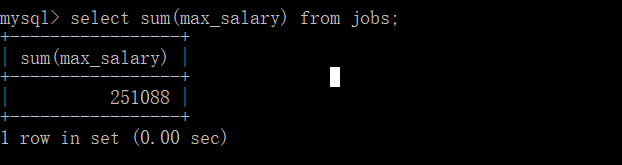 mysql> select sum(max_salary) from jobs;
+-----------------+
| sum(max_salary) |
+-----------------+
|          251088 |
+-----------------+
1 row in set (0.00 sec)